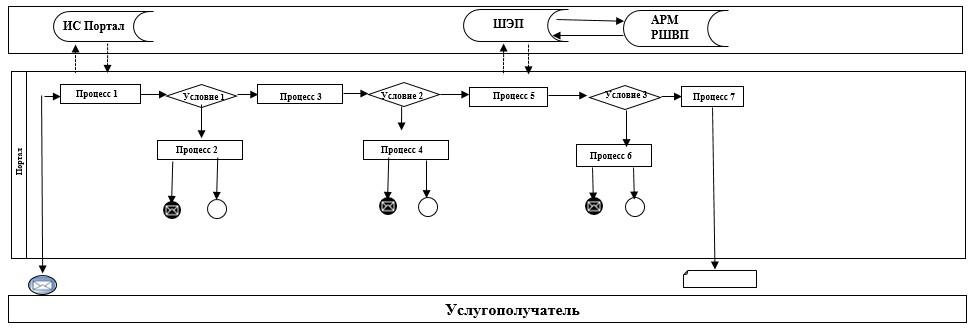 ИС Портал
ШЭП
АРМ
РШВП
Портал
Процесс 1
Условие 1
Процесс 3
Условие 2
Процесс 5
Условие 3
Процесс 7
Процесс 2
Процесс 4
Процесс 6
Услугополучатель